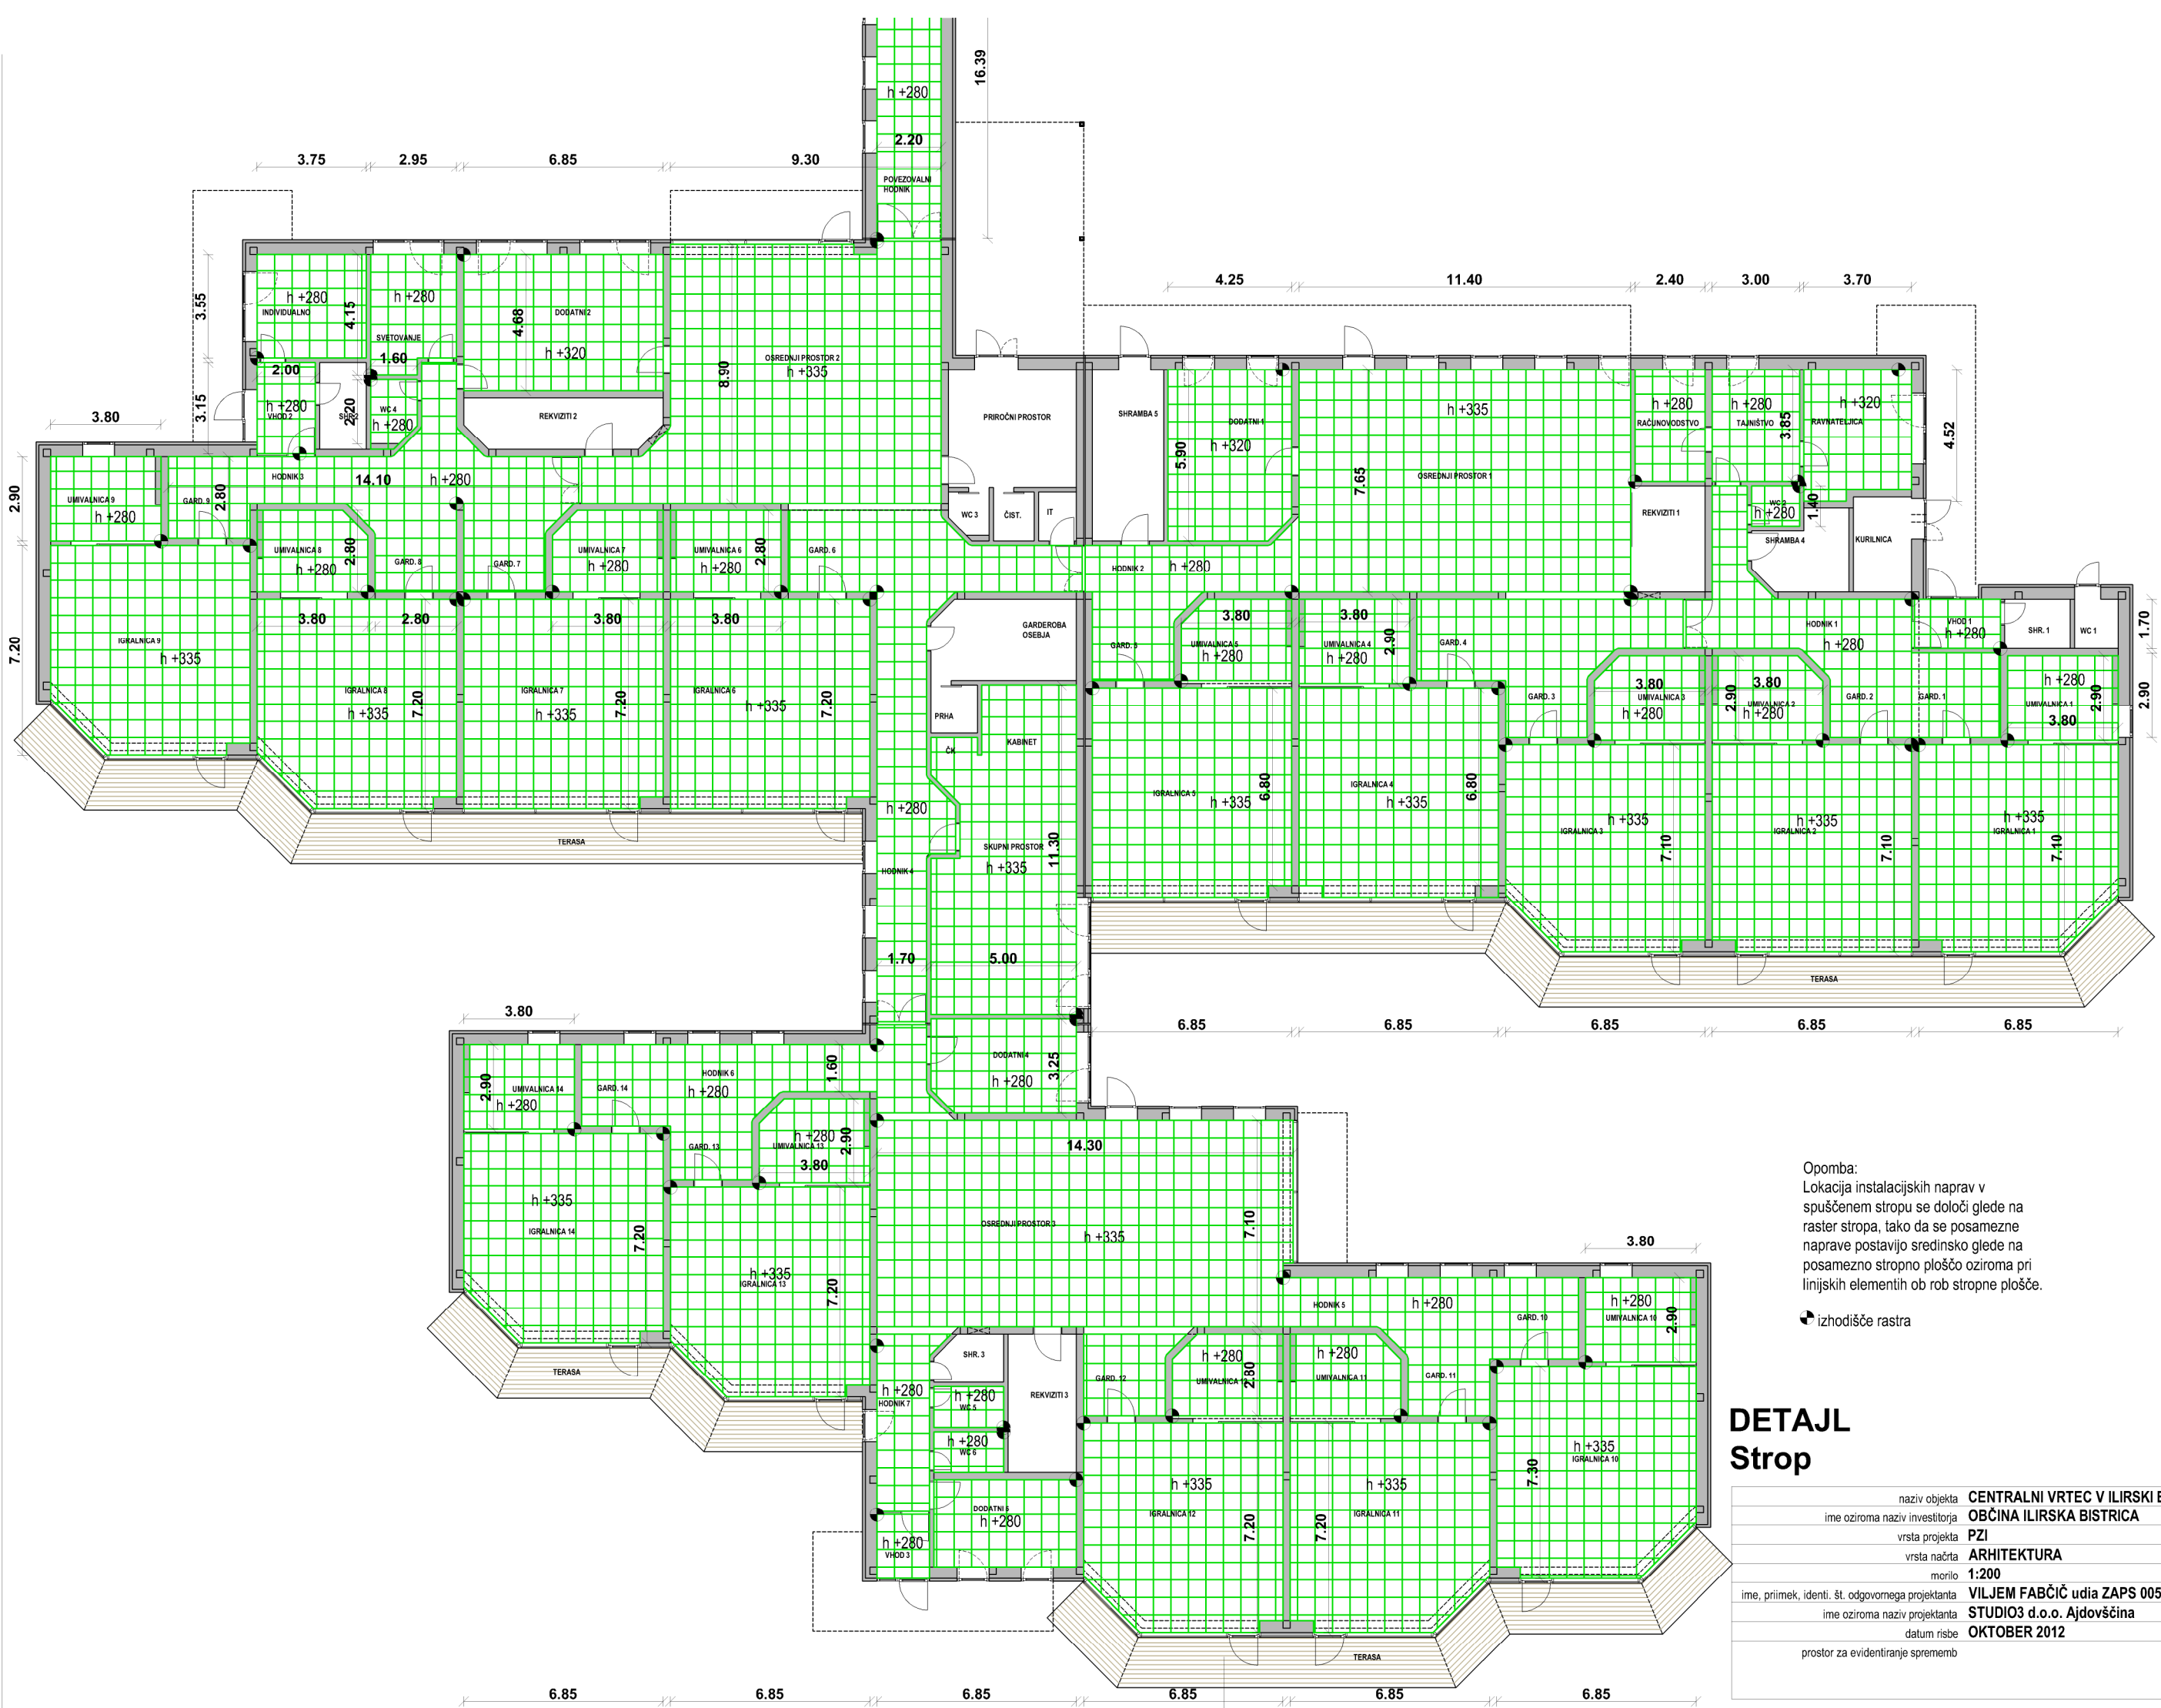 16.39
h +280
2.20
POVEZOVALNI
HODNIK
3.75
2.95
6.85
9.30
3.55
h +280
INDIVIDUALNO
4.15
h +280
SVETOVANJE
1.60
4.68
DODATNI 2
h +320
8.90
OSREDNJI PROSTOR 2
h +335
2.00
3.15
h +280
VHOD 2
SHR.2
2.20
WC 4
h +280
REKVIZITI 2
3.80
HODNIK 3
14.10
h +280
2.90
UMIVALNICA 9
h +280
GARD. 9
2.80
UMIVALNICA 8
h +280
2.80
GARD. 8
GARD. 7
UMIVALNICA 7
h +280
UMIVALNICA 6
h +280
2.80
GARD. 6
7.20
IGRALNICA 9
h +335
3.80
2.80
3.80
3.80
IGRALNICA 8
h +335
7.20
IGRALNICA 7
h +335
7.20
IGRALNICA 6
h +335
7.20
TERASA
4.25
11.40
2.40
3.00
3.70
PRIROČNI PROSTOR
SHRAMBA 5
DODATNI 1
h +320
5.90
h +335
7.65
OSREDNJI PROSTOR 1
h +280
RAČUNOVODSTVO
h +280
TAJNIŠTVO
3.85
h +320
RAVNATELJICA
4.52
WC 3
ČIST.
IT
REKVIZITI 1
WC 2
h +280
1.40
SHRAMBA 4
KURILNICA
HODNIK 2
h +280
GARDEROBA
OSEBJA
GARD. 5
3.80
UMIVALNICA 5
h +280
3.80
UMIVALNICA 4
h +280
2.90
GARD. 4
HODNIK 1
h +280
VHOD 1
h +280
SHR. 1
WC 1
1.70
GARD. 3
3.80
UMIVALNICA 3
h +280
2.90
3.80
UMIVALNICA 2
h +280
GARD. 2
GARD. 1
h +280
UMIVALNICA 1
2.90
3.80
2.90
PRHA
ČK
KABINET
IGRALNICA 5
h +335
6.80
IGRALNICA 4
h +335
6.80
IGRALNICA 3
h +335
7.10
h +335
IGRALNICA 2
7.10
h +335
IGRALNICA 1
7.10
h +280
HODNIK 4
SKUPNI PROSTOR
h +335
11.30
1.70
5.00
TERASA
6.85
6.85
6.85
6.85
6.85
3.80
2.90
UMIVALNICA 14
h +280
GARD. 14
HODNIK 6
h +280
1.60
DODATNI 4
h +280
3.25
GARD. 13
h +280
UMIVALNICA 13
2.90
3.80
14.30
h +335
IGRALNICA 14
7.20
h +335
IGRALNICA 13
7.20
OSREDNJI PROSTOR 3
h +335
7.10
TERASA
3.80
HODNIK 5
h +280
GARD. 10
h +280
UMIVALNICA 10
2.90
SHR. 3
REKVIZITI 3
h +280
HODNIK 7
h +280
WC 5
h +280
WC 6
GARD. 12
h +280
2.80
h +280
UMIVALNICA 11
GARD. 11
h +335
IGRALNICA 10
7.30
DODATNI 5
h +280
h +280
VHOD 3
h +335
IGRALNICA 12
7.20
h +335
IGRALNICA 11
7.20
TERASA
6.85
6.85
6.85
6.85
6.85
6.85
Opomba:
Lokacija instalacijskih naprav v
spuščenem stropu se določi glede na
raster stropa, tako da se posamezne
naprave postavijo sredinsko glede na
posamezno stropno ploščo oziroma pri
linijskih elementih ob rob stropne plošče.
izhodišče rastra
DETAJL
Strop
naziv objekta CENTRALNI VRTEC V ILIRSKI
ime oziroma naziv investitorja OBČINA ILIRSKA BISTRICA
vrsta projekta PZI
vrsta načrta ARHITEKTURA
morilo 1:200
ime, priimek, identi. št. odgovornega projektanta VILJEM FABČIČ udia ZAPS 005
ime oziroma naziv projektanta STUDIO3 d.o.o. Ajdovščina
datum risbe OKTOBER 2012
prostor za evidentiranje sprememb